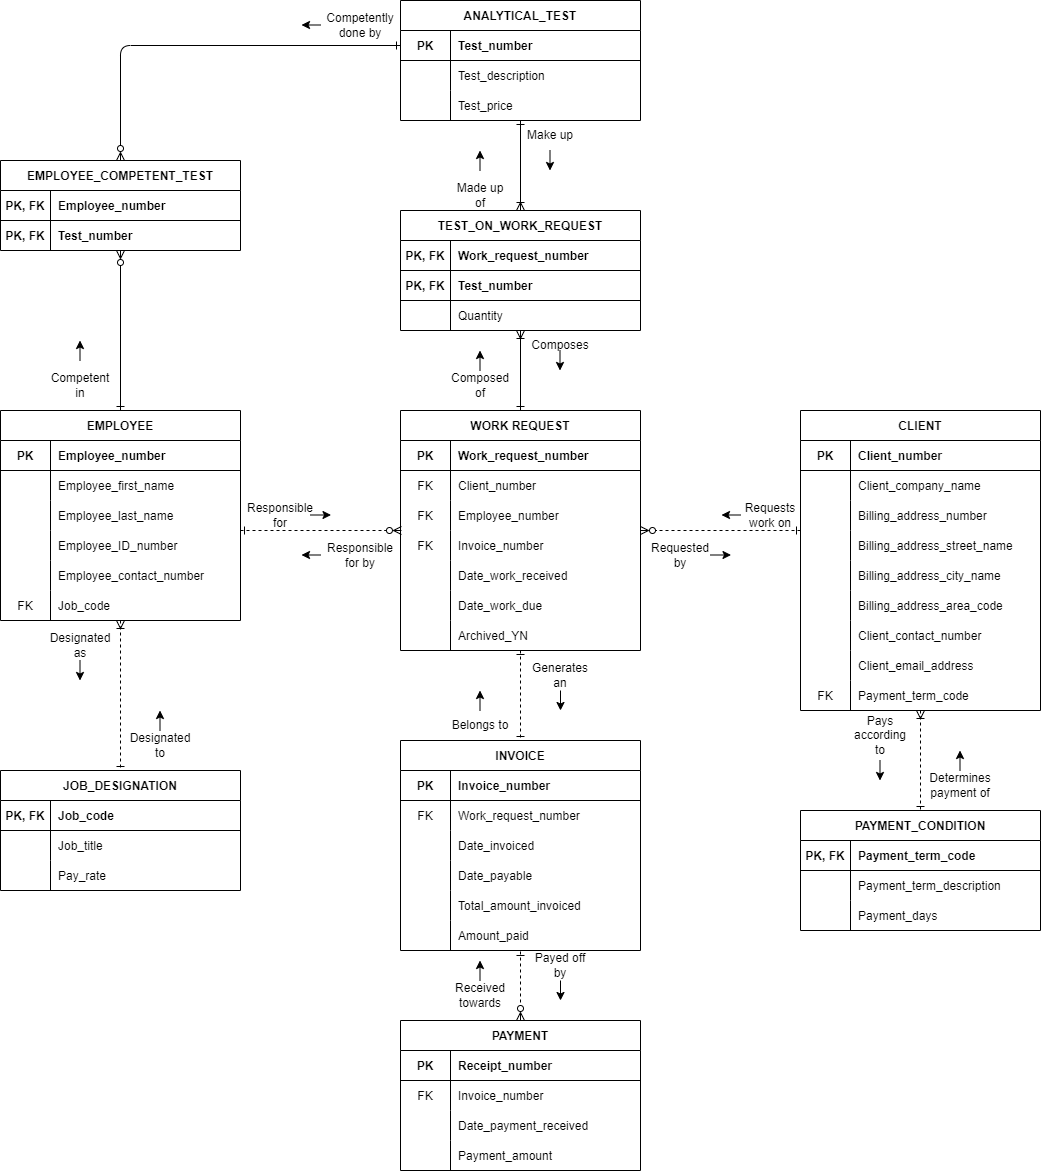 Competently
done by
ANALYTICAL_TEST
PK Test_number
Test_description
Test_price
Make up
Made up
of
EMPLOYEE_COMPETENT_TEST
PK, FK Employee_number
PK, FK Test_number
TEST_ON_WORK_REQUEST
PK, FK Work_request_number
PK, FK Test_number
Quantity
Composes
Composed
of
Competent
in
EMPLOYEE
PK Employee_number
Employee_first_name
Employee_last_name
Employee_ID_number
Employee_contact_number
FK Job_code
Responsible
for
Responsible
for by
WORK REQUEST
PK Work_request_number
FK Client_number
FK Employee_number
FK Invoice_number
Date_work_received
Date_work_due
Archived_YN
Requests
work on
Requested
by
CLIENT
PK Client_number
Client_company_name
Billing_address_number
Billing_address_street_name
Billing_address_city_name
Billing_address_area_code
Client_contact_number
Client_email_address
FK Payment_term_code
Designated
as
Designated
to
Generates
an
Belongs to
Pays
according
to
Determines
payment of
JOB_DESIGNATION
PK, FK Job_code
Job_title
Pay_rate
INVOICE
PK Invoice_number
FK Work_request_number
Date_invoiced
Date_payable
Total_amount_invoiced
Amount_paid
PAYMENT_CONDITION
PK, FK Payment_term_code
Payment_term_description
Payment_days
Payed off
by
Received
towards
PAYMENT
PK Receipt_number
FK Invoice_number
Date_payment_received
Payment_amount